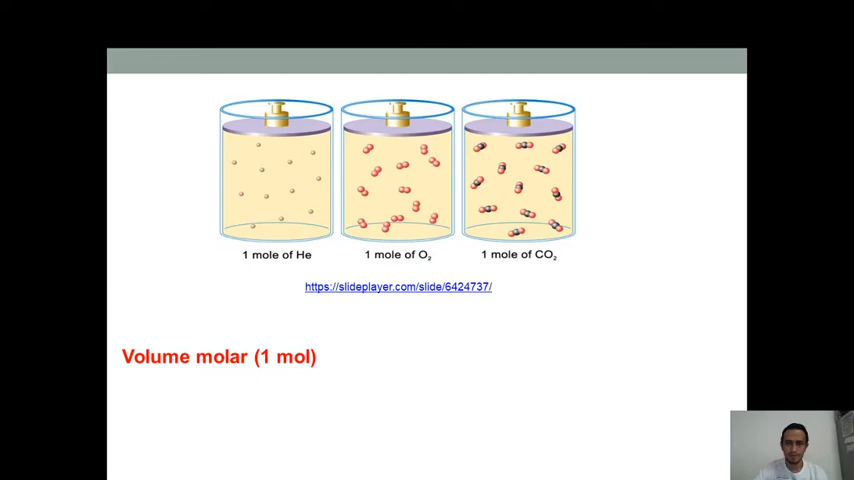 1 mole of He
1 mole of O₂
1 mole of CO₂
https://slideplayer.com/slide/6424737/
Volume molar (1 mol)